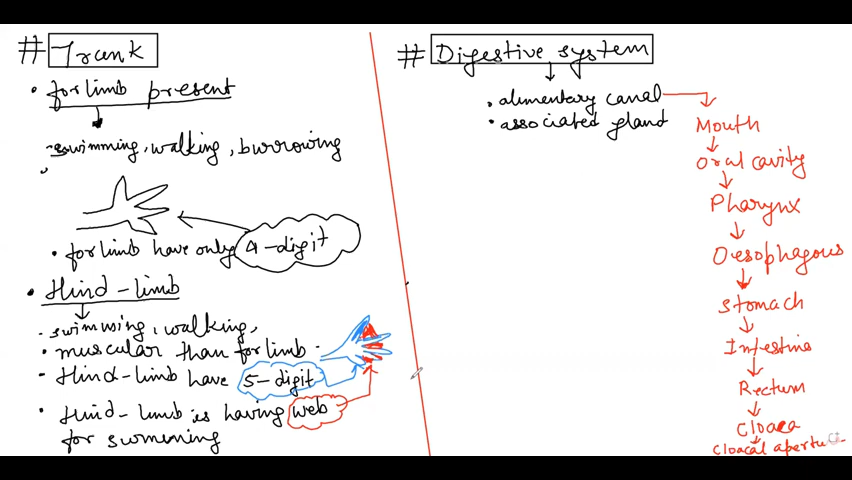 # Trunk
• forlimb present
- swimming, walking, burrowing
• forlimb have only 4-digit
• Hind-limb
- swimming, walking,
• muscular than forlimb.
- Hind-limb have 5-digit
• Hind-limb is having web
for swimming
# Digestive system
• alimentary canal
• associated gland
Mouth
Oral cavity
Pharynx
Oesophagous
Stomach
Intestine
Rectum
Cloaca
Cloacal aperture